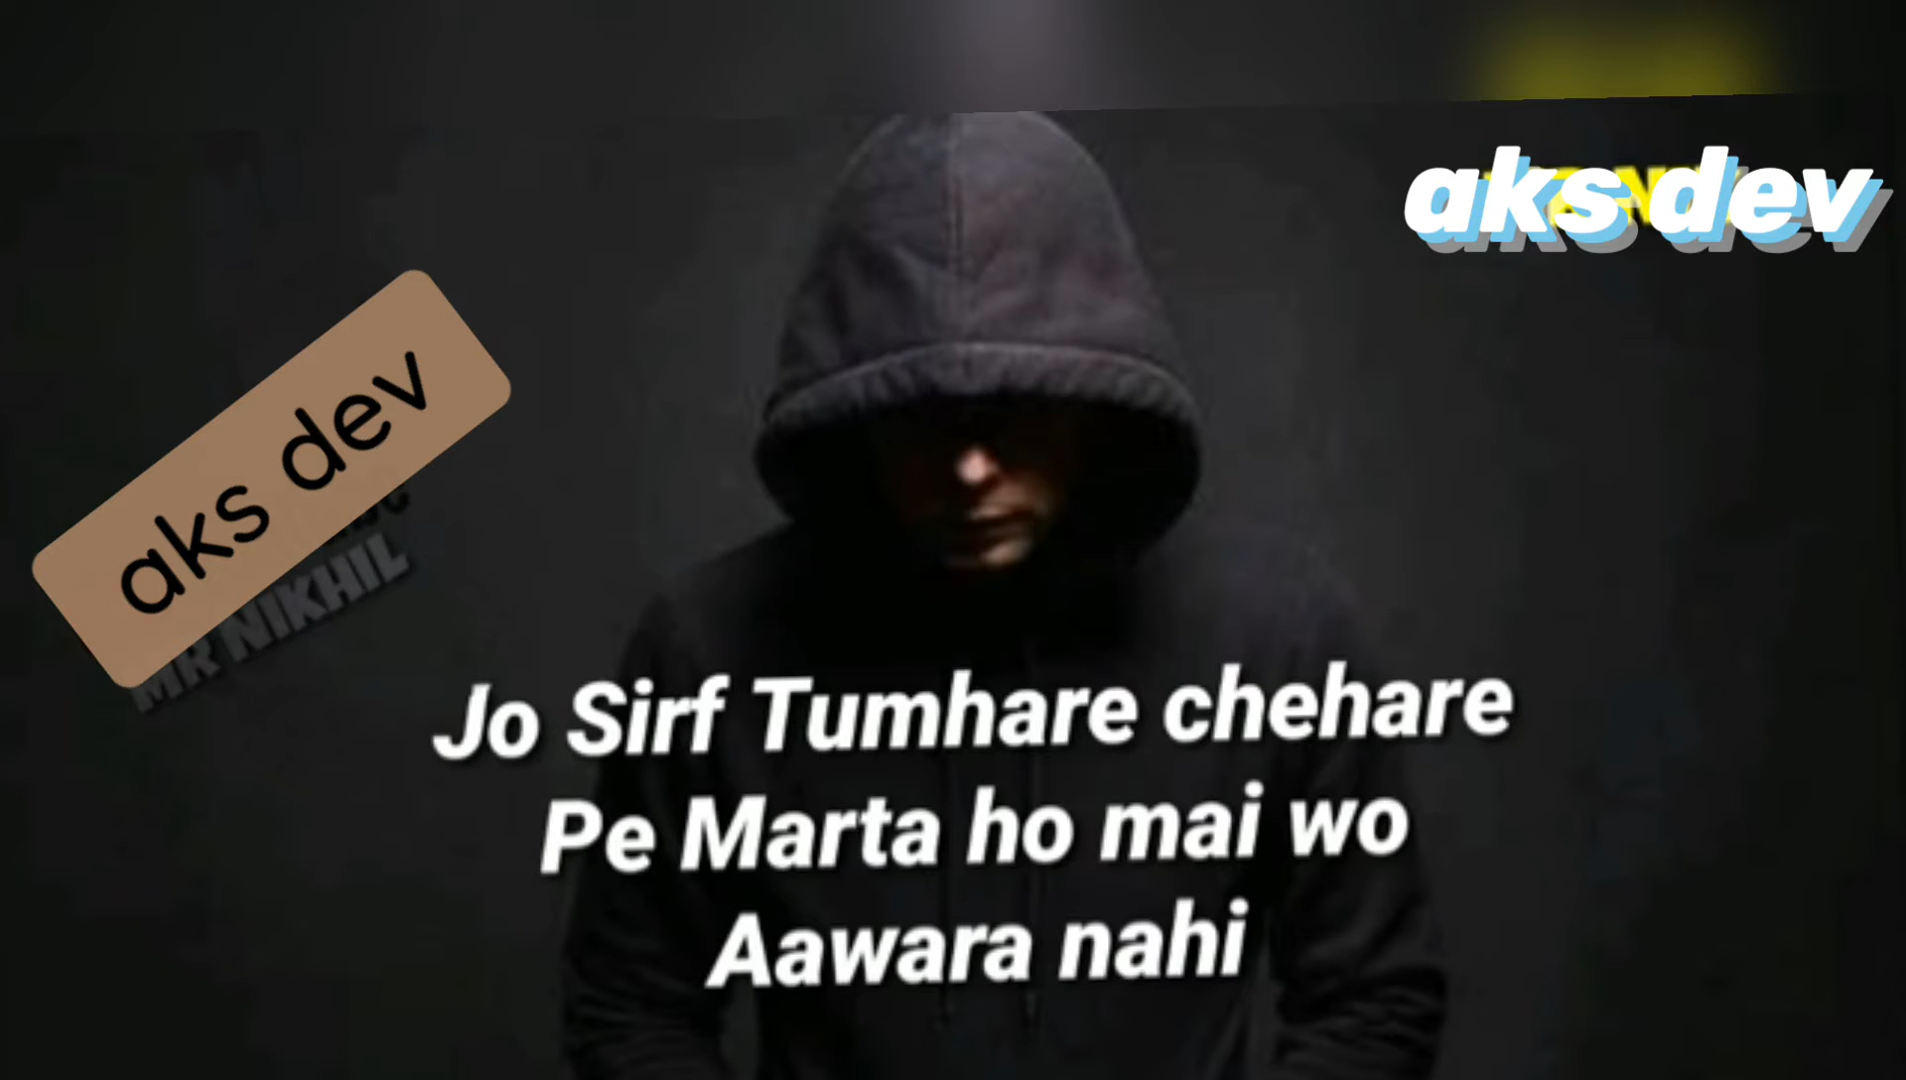 aks dev
aks dev
MR NIKHIL
Jo Sirf Tumhare chehare
Pe Marta ho mai wo
Aawara nahi